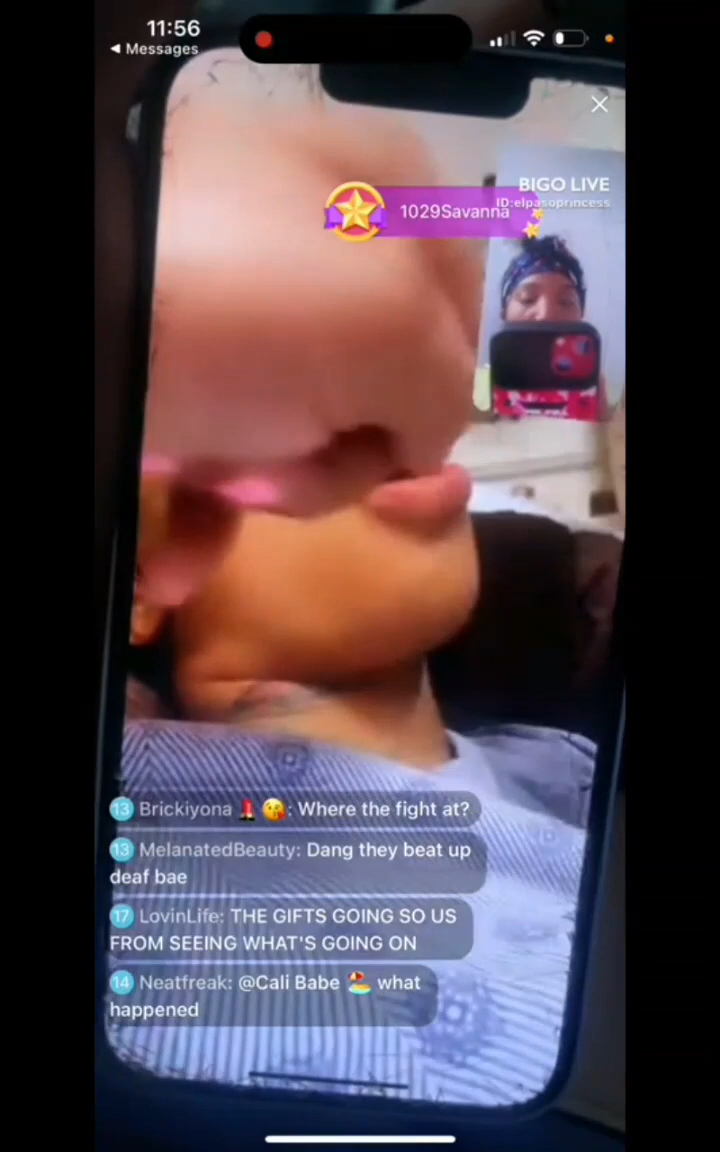 11:56
◄ Messages
BIGO LIVE
ID:elpasoprincess
1029Savanna
13 Brickiyona 💄 😘: Where the fight at?
13 MelanatedBeauty: Dang they beat up
deaf bae
17 LovinLife: THE GIFTS GOING SO US
FROM SEEING WHAT'S GOING ON
14 Neatfreak: @Cali Babe 🏖️ what
happened